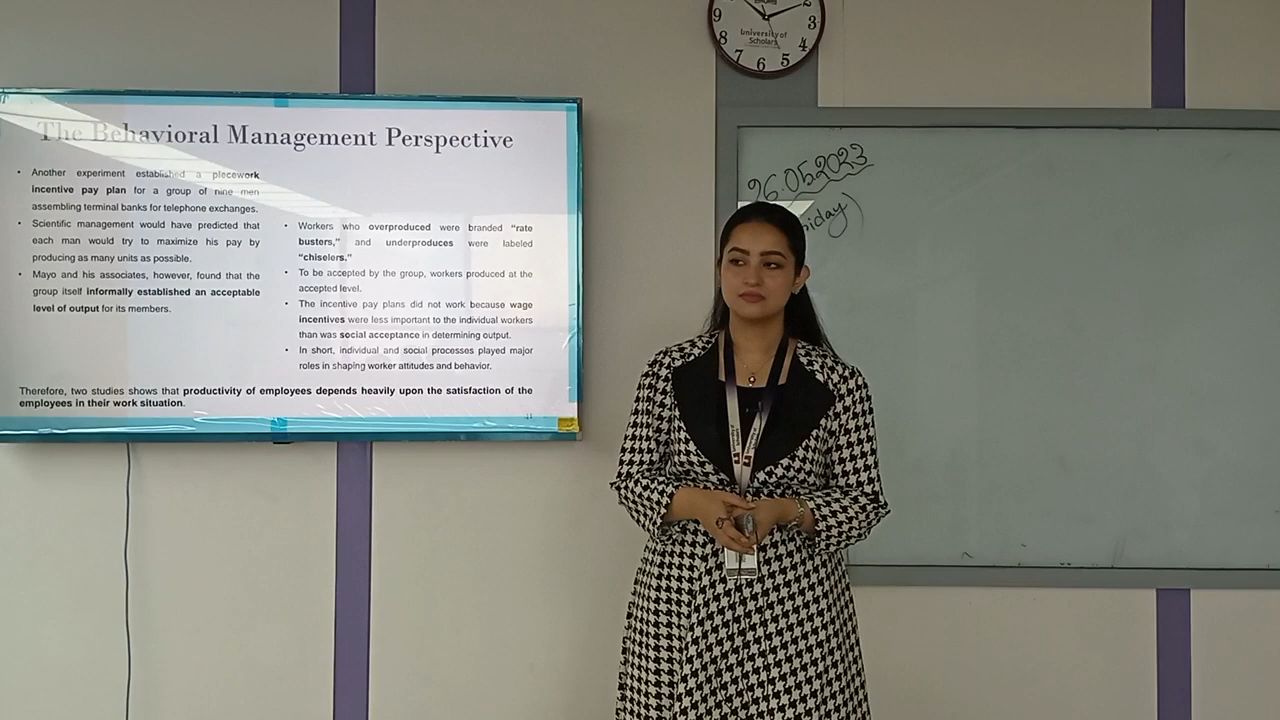 The Behavioral Management Perspective
• Another experiment established a piecework
incentive pay plan for a group of nine men
assembling terminal banks for telephone exchanges.
• Scientific management would have predicted that
each man would try to maximize his pay by
producing as many units as possible.
• Mayo and his associates, however, found that the
group itself informally established an acceptable
level of output for its members.
• Workers who overproduced were branded “rate
busters,” and underproduces were labeled
“chiselers.”
• To be accepted by the group, workers produced at the
accepted level.
• The incentive pay plans did not work because wage
incentives were less important to the individual workers
than was social acceptance in determining output.
• In short, individual and social processes played major
roles in shaping worker attitudes and behavior.
Therefore, two studies shows that productivity of employees depends heavily upon the satisfaction of the
employees in their work situation.
9 2
8 3
University of
Scholars
7 6 5 4
26.05.2023